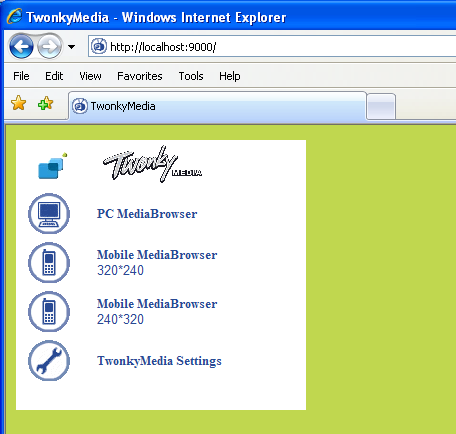 TwonkyMedia - Windows Internet Explorer
http://localhost:9000/
File Edit View Favorites Tools Help
TwonkyMedia
Twonky MEDIA
PC MediaBrowser
Mobile MediaBrowser
320*240
Mobile MediaBrowser
240*320
TwonkyMedia Settings